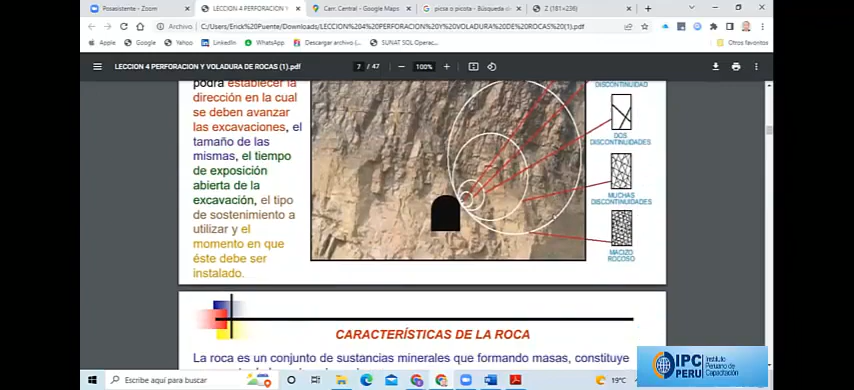 Posasistente - Zoom
LECCION 4 PERFORACION Y
Carr. Central - Google Maps
picsa o picota - Búsqueda de
Z (181×236)
Archivo
C:/Users/Erick%20Puente/Downloads/LECCION%204%20PERFORACION%20Y%20VOLADURA%20DE%20ROCAS%20(1).pdf
Apple
Google
Yahoo
LinkedIn
WhatsApp
Descargar archivo (...
SUNAT SOL Operac...
Otros favoritos
LECCION 4 PERFORACION Y VOLADURA DE ROCAS (1).pdf
7 / 47
100%
podrá establecer la
dirección en la cual
se deben avanzar
las excavaciones, el
tamaño de las
mismas, el tiempo
de exposición
abierta de la
excavación, el tipo
de sostenimiento a
utilizar y el
momento en que
éste debe ser
instalado.
DISCONTINUIDAD
DOS
DISCONTINUIDADES
MUCHAS
DISCONTINUIDADES
MACIZO
ROCOSO
CARACTERÍSTICAS DE LA ROCA
La roca es un conjunto de sustancias minerales que formando masas, constituye
IPC
PERÚ
Instituto
Peruano de
Capacitación
Escribe aquí para buscar
19°C